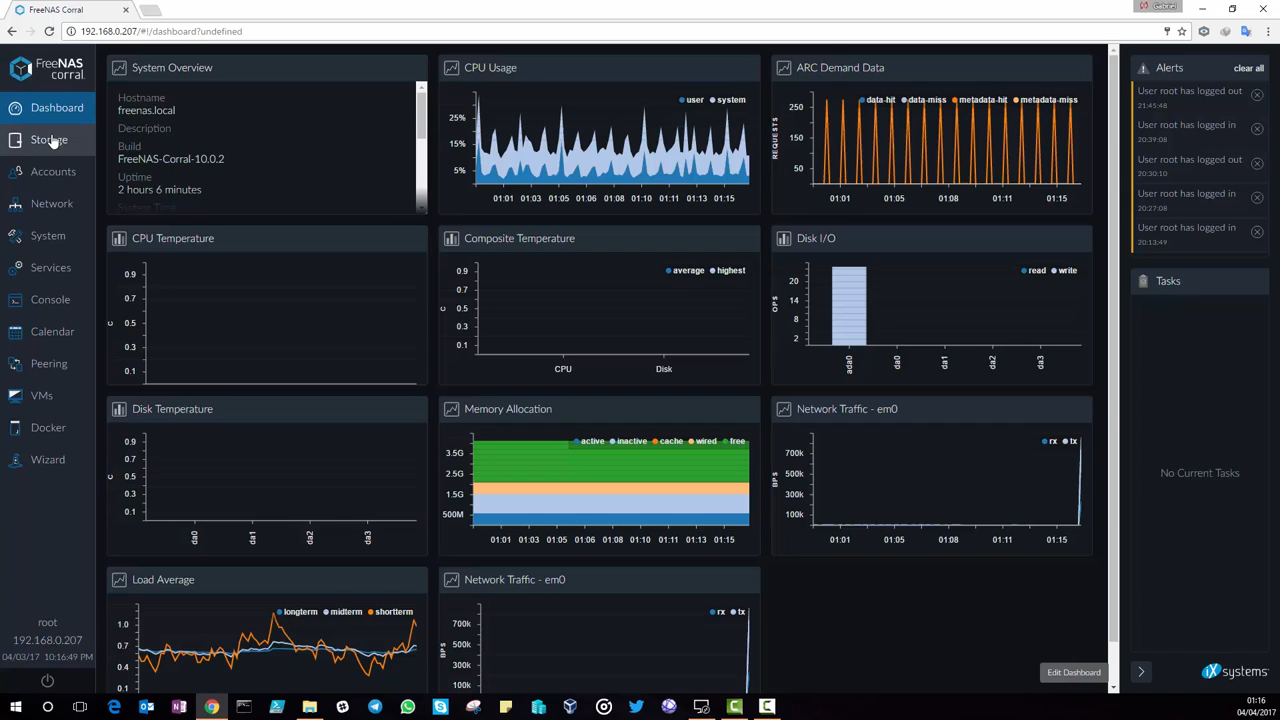 FreeNAS Corral
Gabriel
192.168.0.207/#!/dashboard?undefined
FreeNAS
corral
Dashboard
Storage
Accounts
Network
System
Services
Console
Calendar
Peering
VMs
Docker
Wizard
root
192.168.0.207
04/03/17 10:16:49 PM
System Overview
Hostname
freenas.local
Description
Build
FreeNAS-Corral-10.0.2
Uptime
2 hours 6 minutes
System Time
CPU Usage
user system
25%
15%
5%
01:01 01:03 01:05 01:06 01:08 01:10 01:11 01:13 01:15
ARC Demand Data
data-hit data-miss metadata-hit metadata-miss
REQUESTS
250
150
50
01:01 01:05 01:08 01:11 01:15
CPU Temperature
C
0.9
0.7
0.5
0.3
0.1
Composite Temperature
average highest
C
0.9
0.7
0.5
0.3
0.1
CPU Disk
Disk I/O
read write
OPS
20
14
8
2
ada0 da0 da1 da2 da3
Disk Temperature
C
0.9
0.7
0.5
0.3
0.1
da0 da1 da2 da3
Memory Allocation
active inactive cache wired free
3.5G
2.5G
1.5G
500M
01:01 01:03 01:05 01:06 01:08 01:10 01:11 01:13 01:15
Network Traffic - em0
rx tx
BPS
700k
500k
300k
100k
01:01 01:05 01:08 01:11 01:15
Load Average
longterm midterm shortterm
1.0
0.7
0.4
0.1
Network Traffic - em0
rx tx
BPS
700k
500k
300k
100k
Edit Dashboard
Alerts
clear all
User root has logged out
21:45:48
User root has logged in
20:39:08
User root has logged out
20:30:10
User root has logged in
20:27:08
User root has logged in
20:13:49
Tasks
No Current Tasks
iXsystems
01:16
04/04/2017